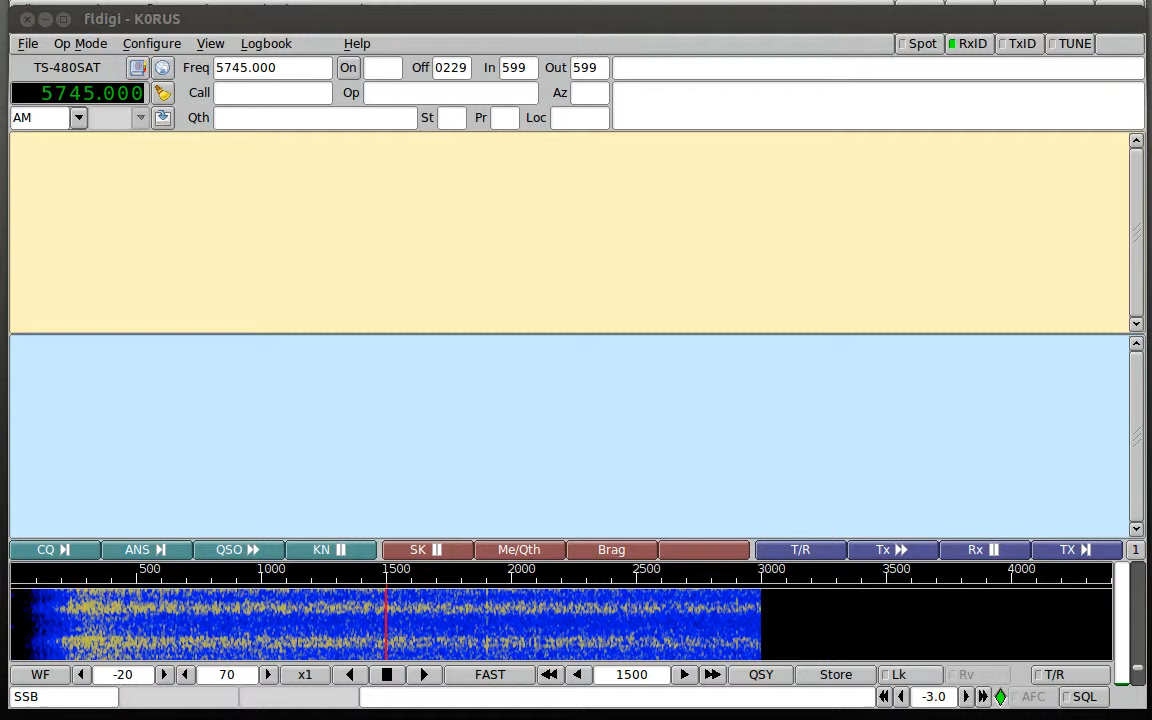 fldigi - K0RUS
File Op Mode Configure View Logbook Help Spot RxID TxID TUNE
TS-480SAT Freq 5745.000 On Off 0229 In 599 Out 599
5745.000 Call Op Az
AM Qth St Pr Loc
CQ ANS QSO KN SK Me/Qth Brag T/R Tx Rx TX 1
500 1000 1500 2000 2500 3000 3500 4000
WF -20 70 x1 FAST 1500 QSY Store Lk Rv T/R
SSB -3.0 AFC SQL